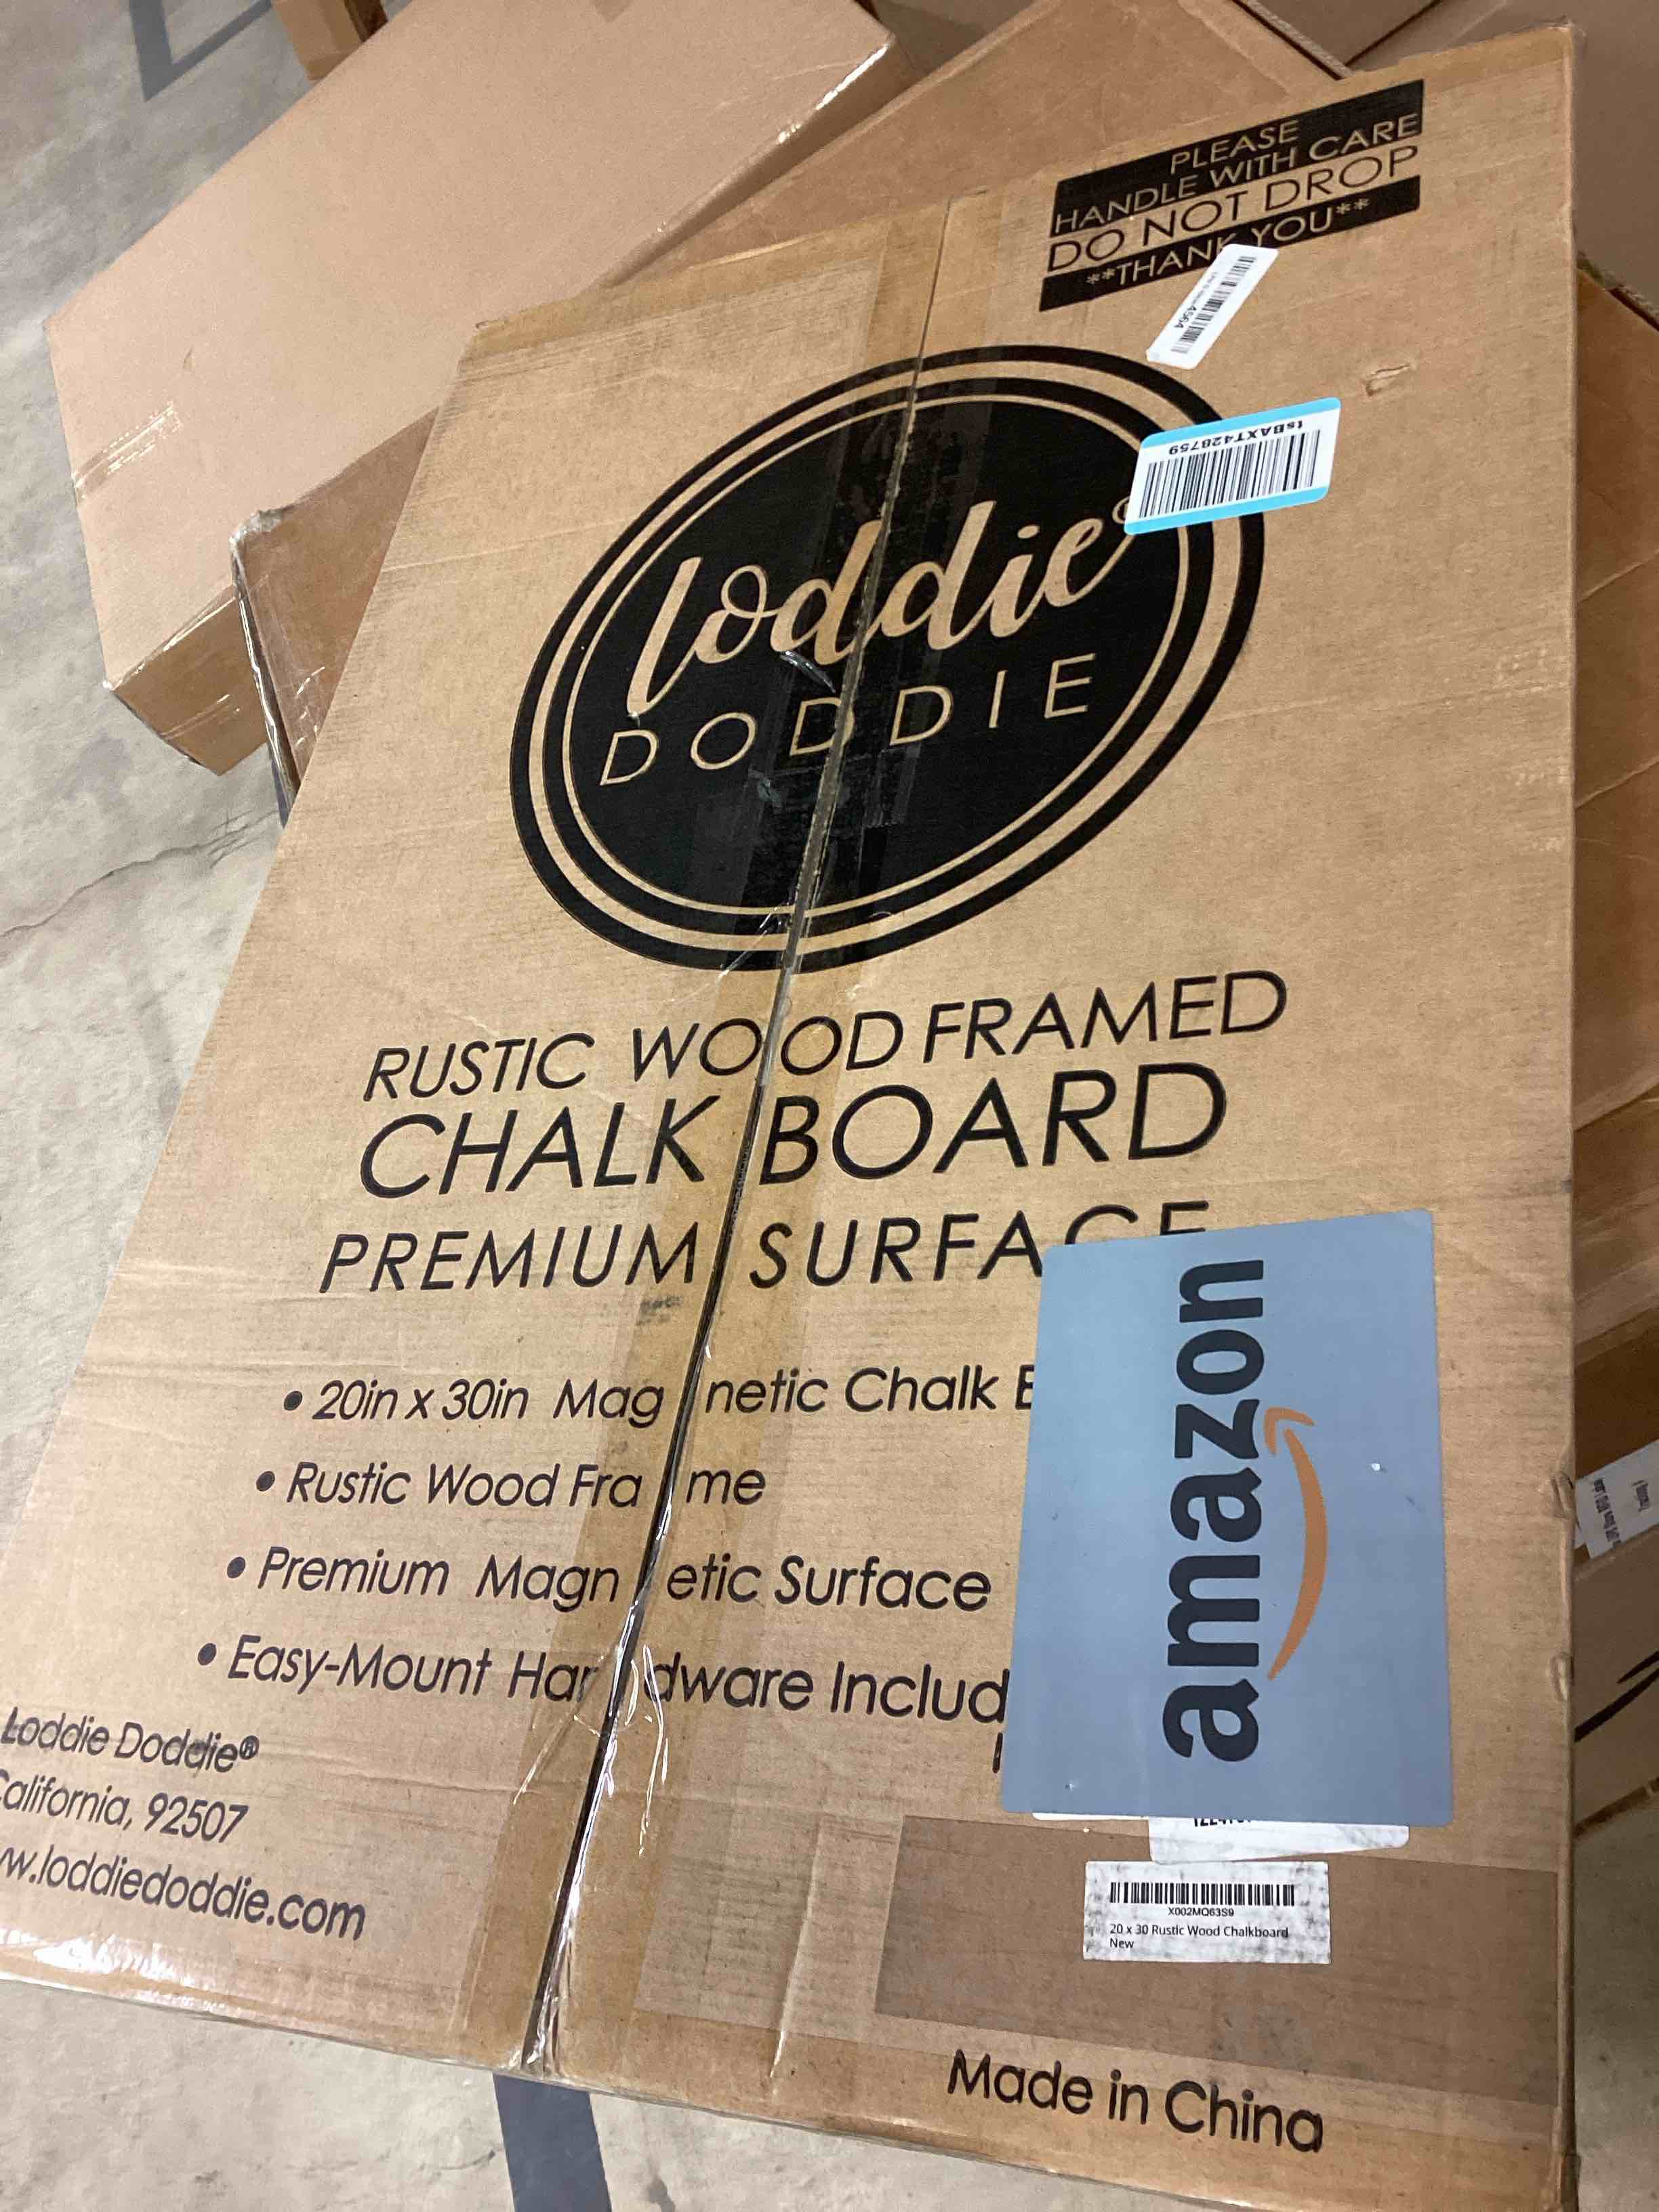 PLEASE
HANDLE WITH CARE
DO NOT DROP
**THANK YOU**
4564
tsBAXT428759
loddie
DODDIE
RUSTIC WOOD FRAMED
CHALK BOARD
PREMIUM SURFACE
• 20in x 30in Magnetic Chalk
• Rustic Wood Frame
• Premium Magnetic Surface
• Easy-Mount Hardware Includ
amazon
Loddie Doddie®
California, 92507
w.loddiedoddie.com
X002MQ63S9
20 x 30 Rustic Wood Chalkboard
New
Made in China